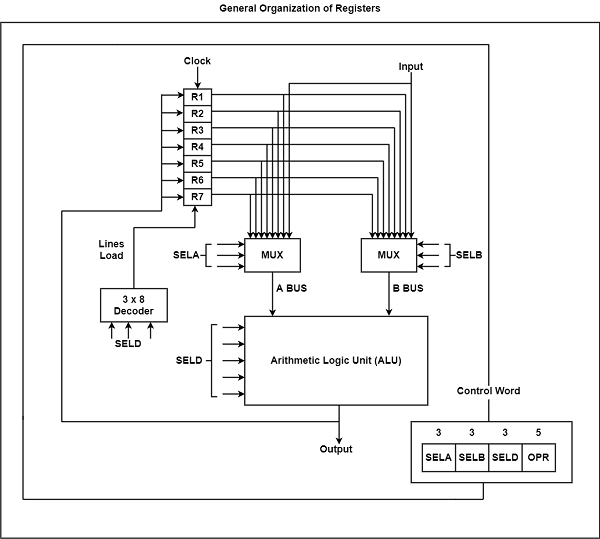 General Organization of Registers
Clock
Input
R1
R2
R3
R4
R5
R6
R7
Lines
Load
SELA
MUX
MUX
SELB
A BUS
B BUS
3 x 8
Decoder
SELD
SELD
Arithmetic Logic Unit (ALU)
Control Word
3 3 3 5
SELA SELB SELD OPR
Output